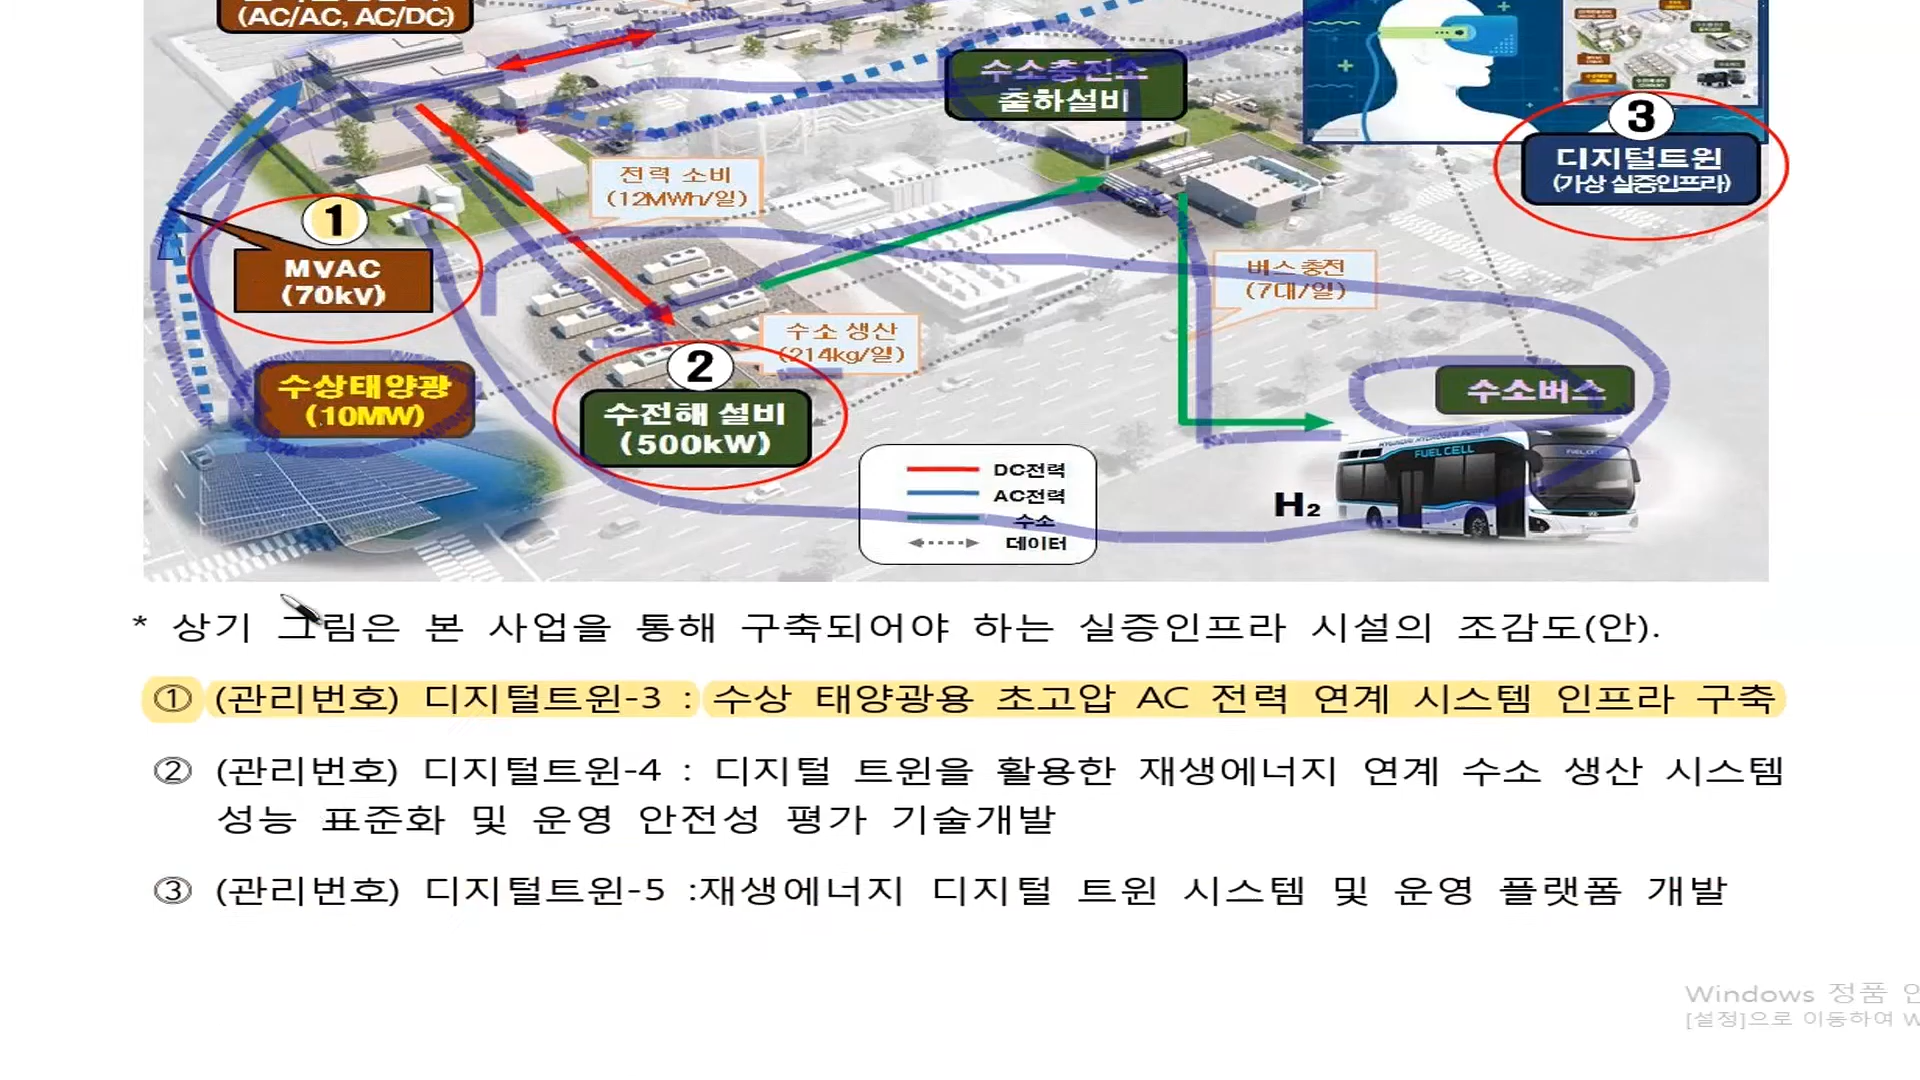 (AC/AC, AC/DC)
수소충전소
출하설비
3
디지털트윈
(가상 실증인프라)
전력 소비
(12MWh/일)
1
MVAC
(70kV)
버스충전
(7대/일)
수소 생산
(214kg/일)
2
수상태양광
(10MW)
수전해 설비
(500kW)
수소버스
FUEL CELL
FUEL CELL
H₂
DC전력
AC전력
수소
데이터
* 상기 그림은 본 사업을 통해 구축되어야 하는 실증인프라 시설의 조감도(안).
① (관리번호) 디지털트윈-3 : 수상 태양광용 초고압 AC 전력 연계 시스템 인프라 구축
② (관리번호) 디지털트윈-4 : 디지털 트윈을 활용한 재생에너지 연계 수소 생산 시스템
성능 표준화 및 운영 안전성 평가 기술개발
③ (관리번호) 디지털트윈-5 :재생에너지 디지털 트윈 시스템 및 운영 플랫폼 개발
Windows 정품
[설정]으로 이동하여 W